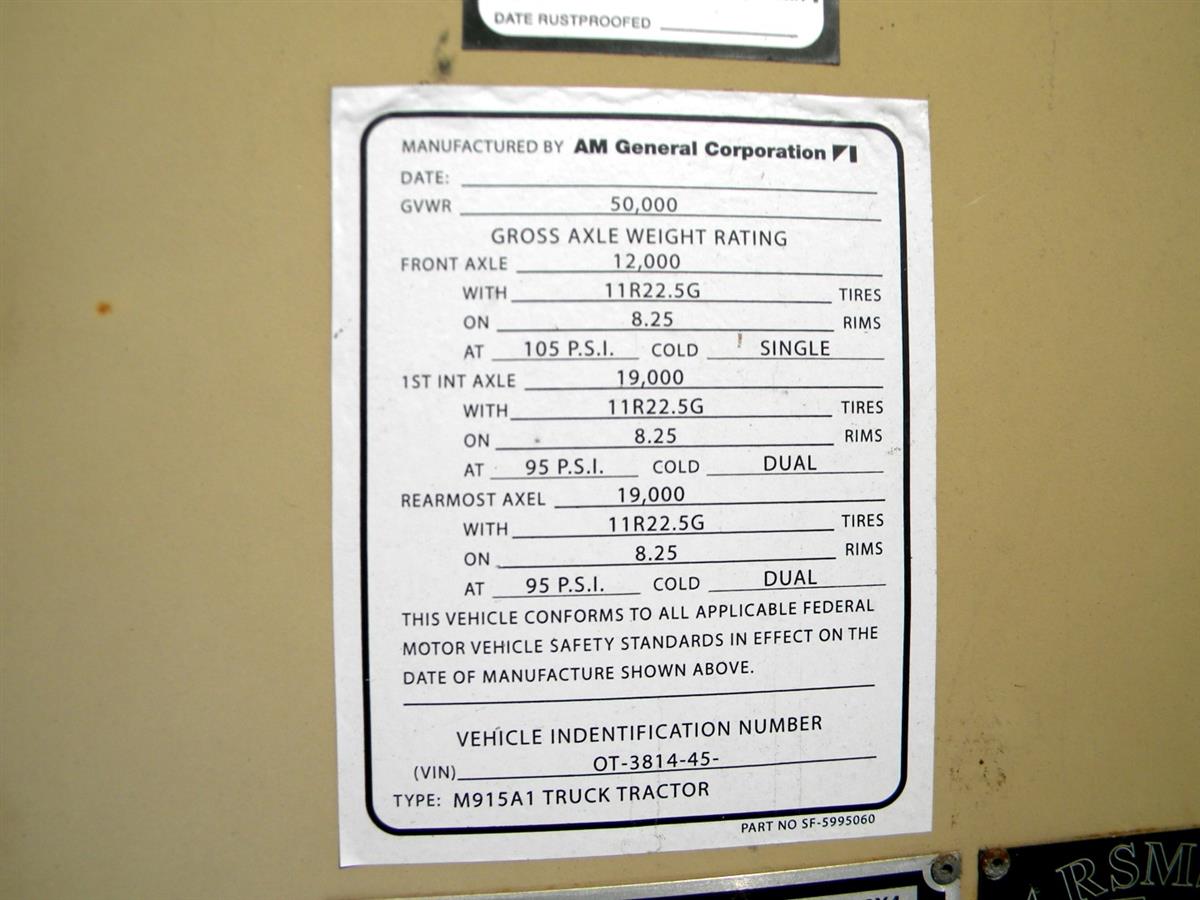 DATE RUSTPROOFED
MANUFACTURED BY AM General Corporation
DATE:
GVWR 50,000
GROSS AXLE WEIGHT RATING
FRONT AXLE 12,000
WITH 11R22.5G TIRES
ON 8.25 RIMS
AT 105 P.S.I. COLD SINGLE
1ST INT AXLE 19,000
WITH 11R22.5G TIRES
ON 8.25 RIMS
AT 95 P.S.I. COLD DUAL
REARMOST AXEL 19,000
WITH 11R22.5G TIRES
ON 8.25 RIMS
AT 95 P.S.I. COLD DUAL
THIS VEHICLE CONFORMS TO ALL APPLICABLE FEDERAL
MOTOR VEHICLE SAFETY STANDARDS IN EFFECT ON THE
DATE OF MANUFACTURE SHOWN ABOVE.
VEHICLE INDENTIFICATION NUMBER
(VIN) OT-3814-45-
TYPE: M915A1 TRUCK TRACTOR
PART NO SF-5995060